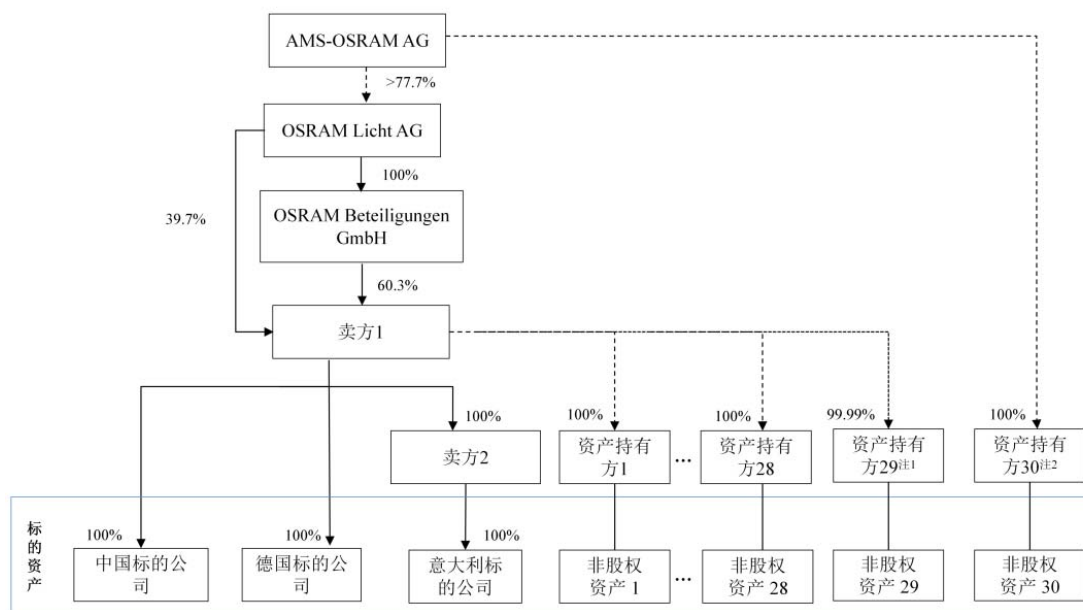 AMS-OSRAM AG
>77.7%
OSRAM Licht AG
100%
39.7%
OSRAM Beteiligungen
GmbH
60.3%
卖方1
100%
100%
100%
99.99%
100%
卖方2
资产持有
方1
...
资产持有
方28
资产持有
方29注1
资产持有
方30注2
标的资产
100%
100%
100%
中国标的公
司
德国标的公
司
意大利标
的公司
非股权
资产 1
...
非股权
资产 28
非股权
资产 29
非股权
资产 30